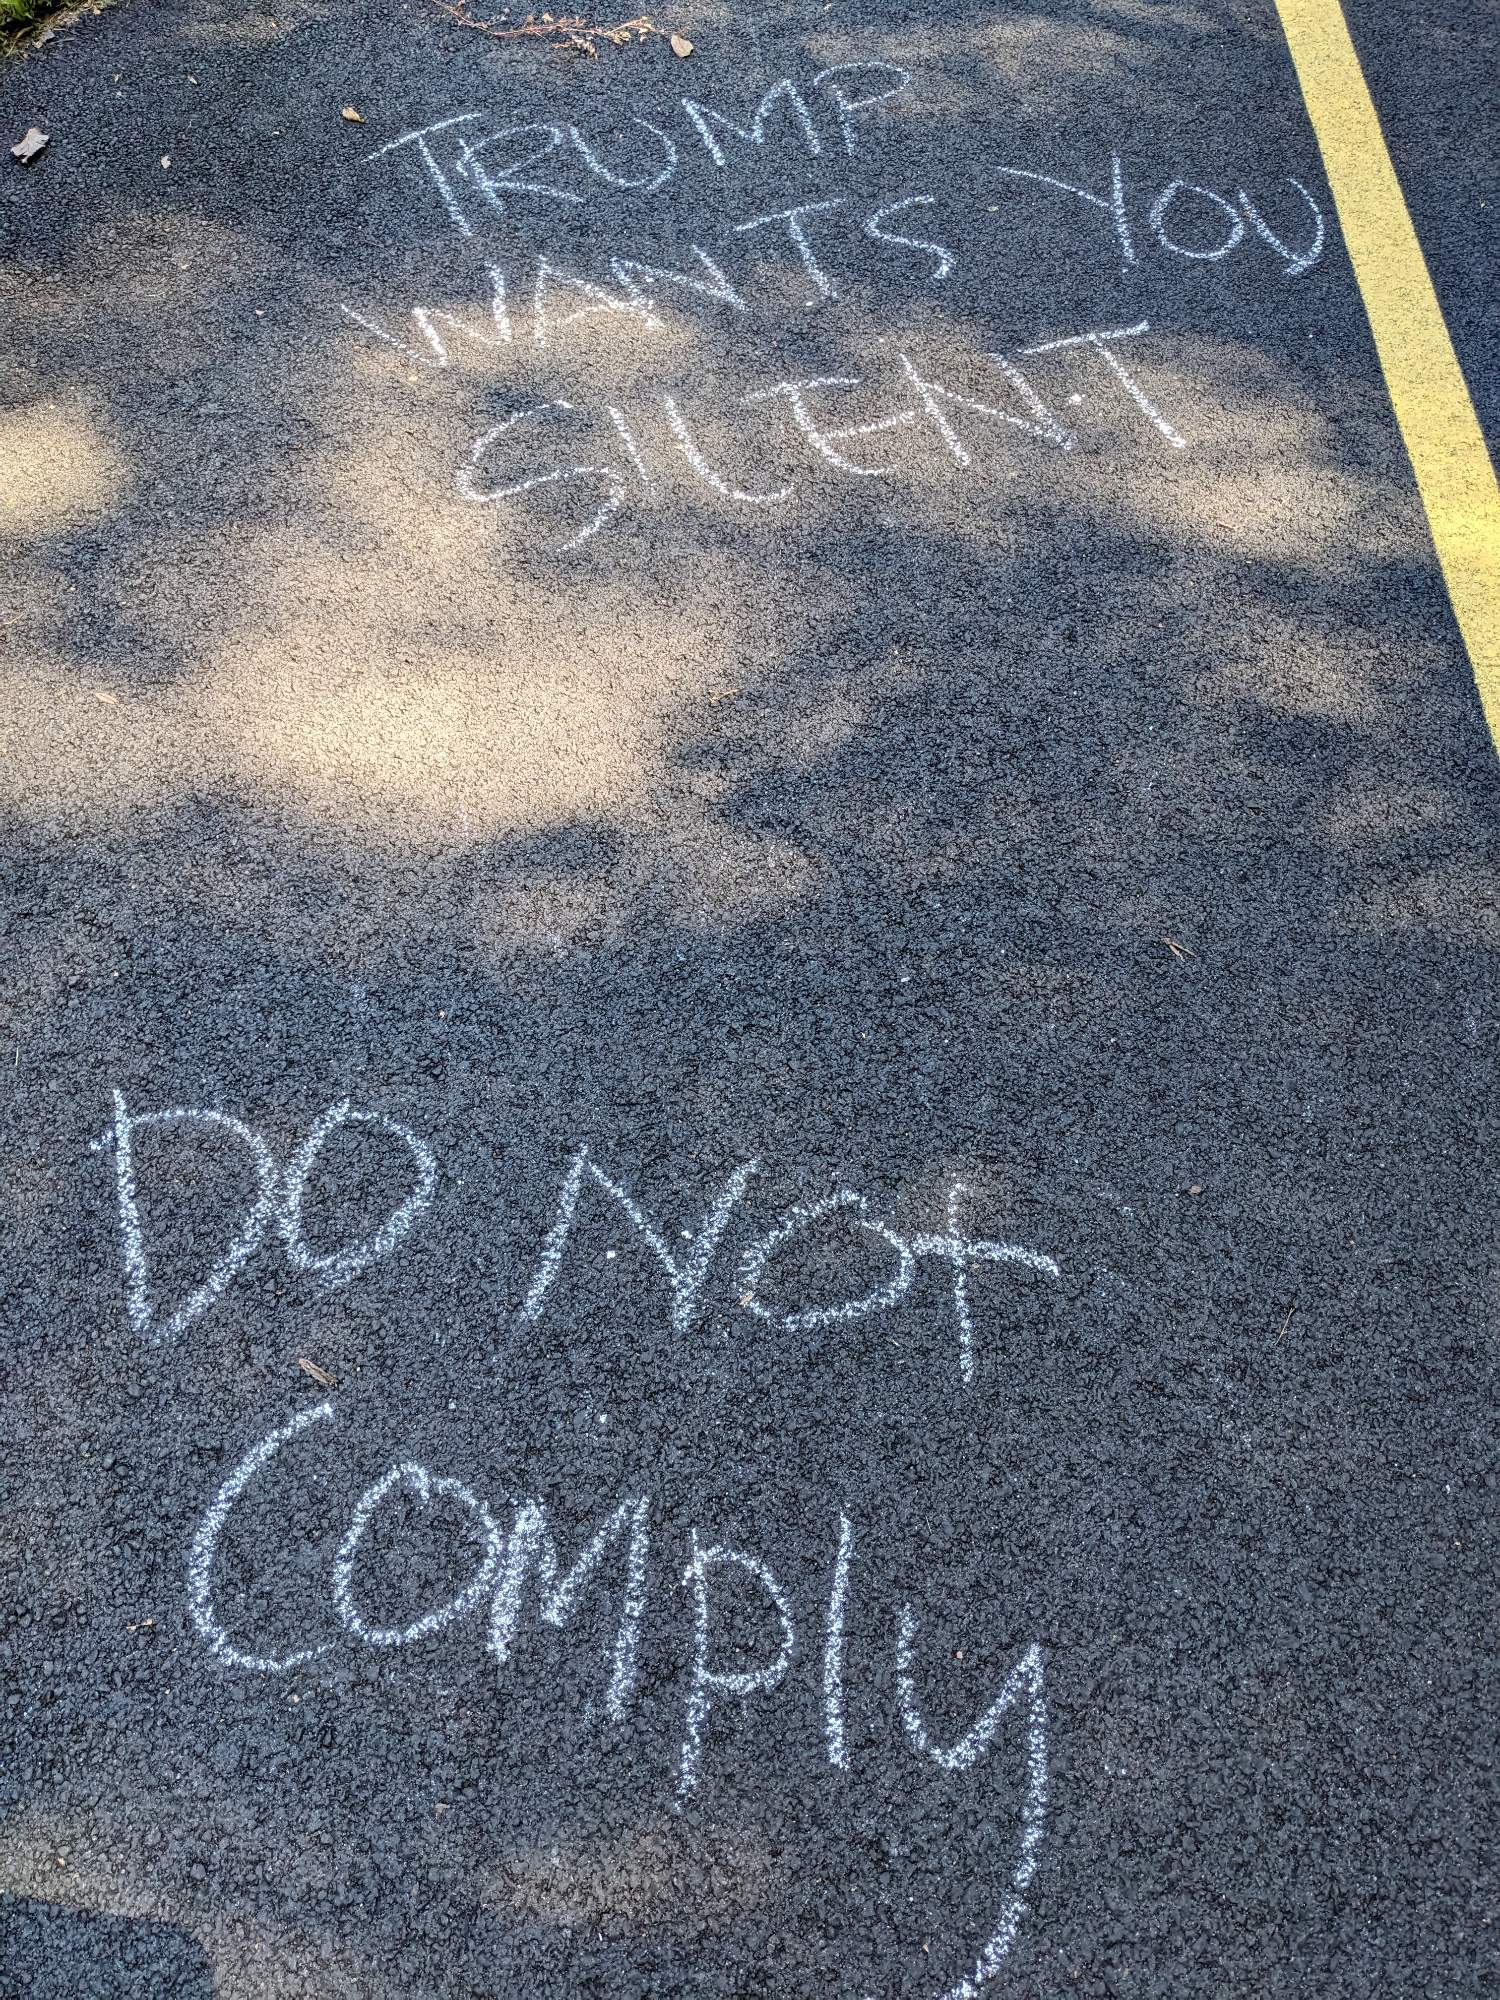 TRUMP
WANTS YOU
SILENT
DO NOt
COMPly